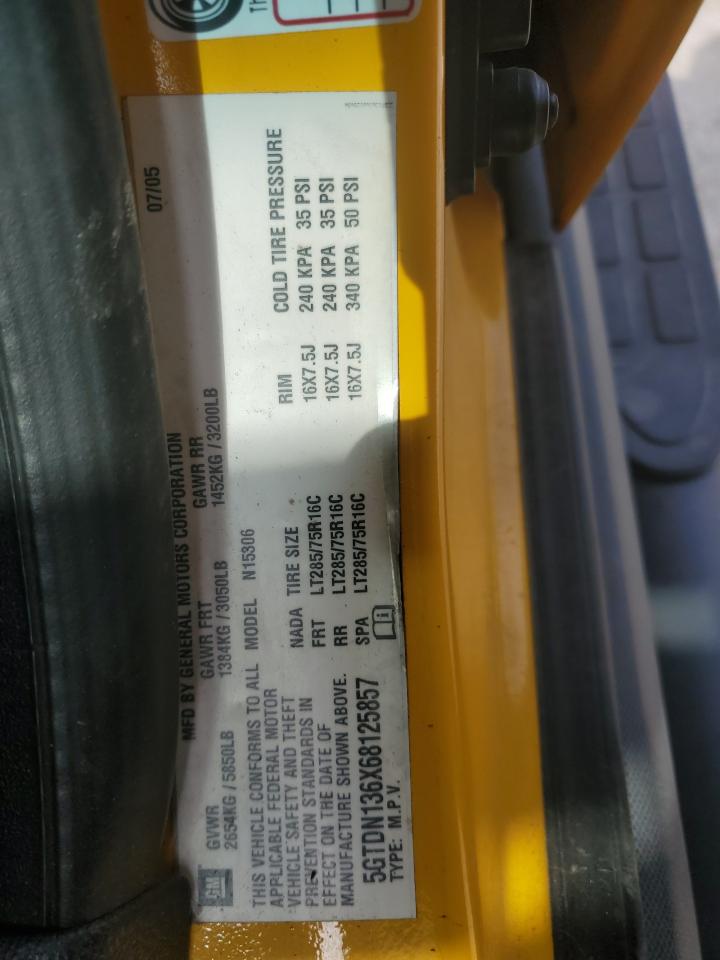 TH
MFD BY GENERAL MOTORS CORPORATION
07/05
GM
GVWR GAWR FRT GAWR RR
2654KG / 5850LB 1384KG / 3050LB 1452KG / 3200LB
THIS VEHICLE CONFORMS TO ALL
APPLICABLE FEDERAL MOTOR
VEHICLE SAFETY AND THEFT
PREVENTION STANDARDS IN
EFFECT ON THE DATE OF
MANUFACTURE SHOWN ABOVE.
5GTDN136X68125857
TYPE: M.P.V.
MODEL N15306
NADA TIRE SIZE RIM COLD TIRE PRESSURE
FRT LT285/75R16C 16X7.5J 240 KPA 35 PSI
RR LT285/75R16C 16X7.5J 240 KPA 35 PSI
SPA LT285/75R16C 16X7.5J 340 KPA 50 PSI